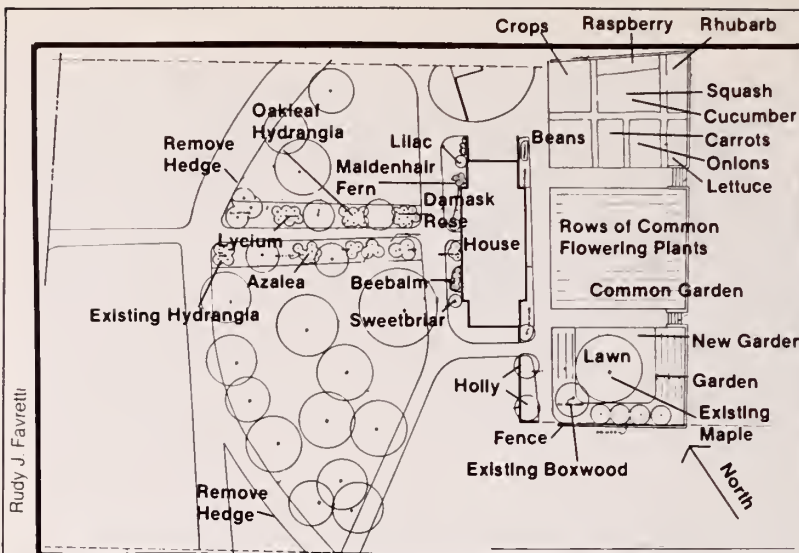 Crops
Raspberry
Rhubarb
Squash
Cucumber
Carrots
Onions
Lettuce
Beans
Oakleaf
Hydrangia
Remove
Hedge
Lilac
Maidenhair
Fern
Damask
Rose
Lycium
House
Rows of Common
Flowering Plants
Azalea
Beebalm
Common Garden
Existing Hydrangia
Sweetbriar
New Garden
Lawn
Holly
Garden
Existing
Maple
Fence
Existing Boxwood
North
Remove
Hedge
Rudy J. Favretti